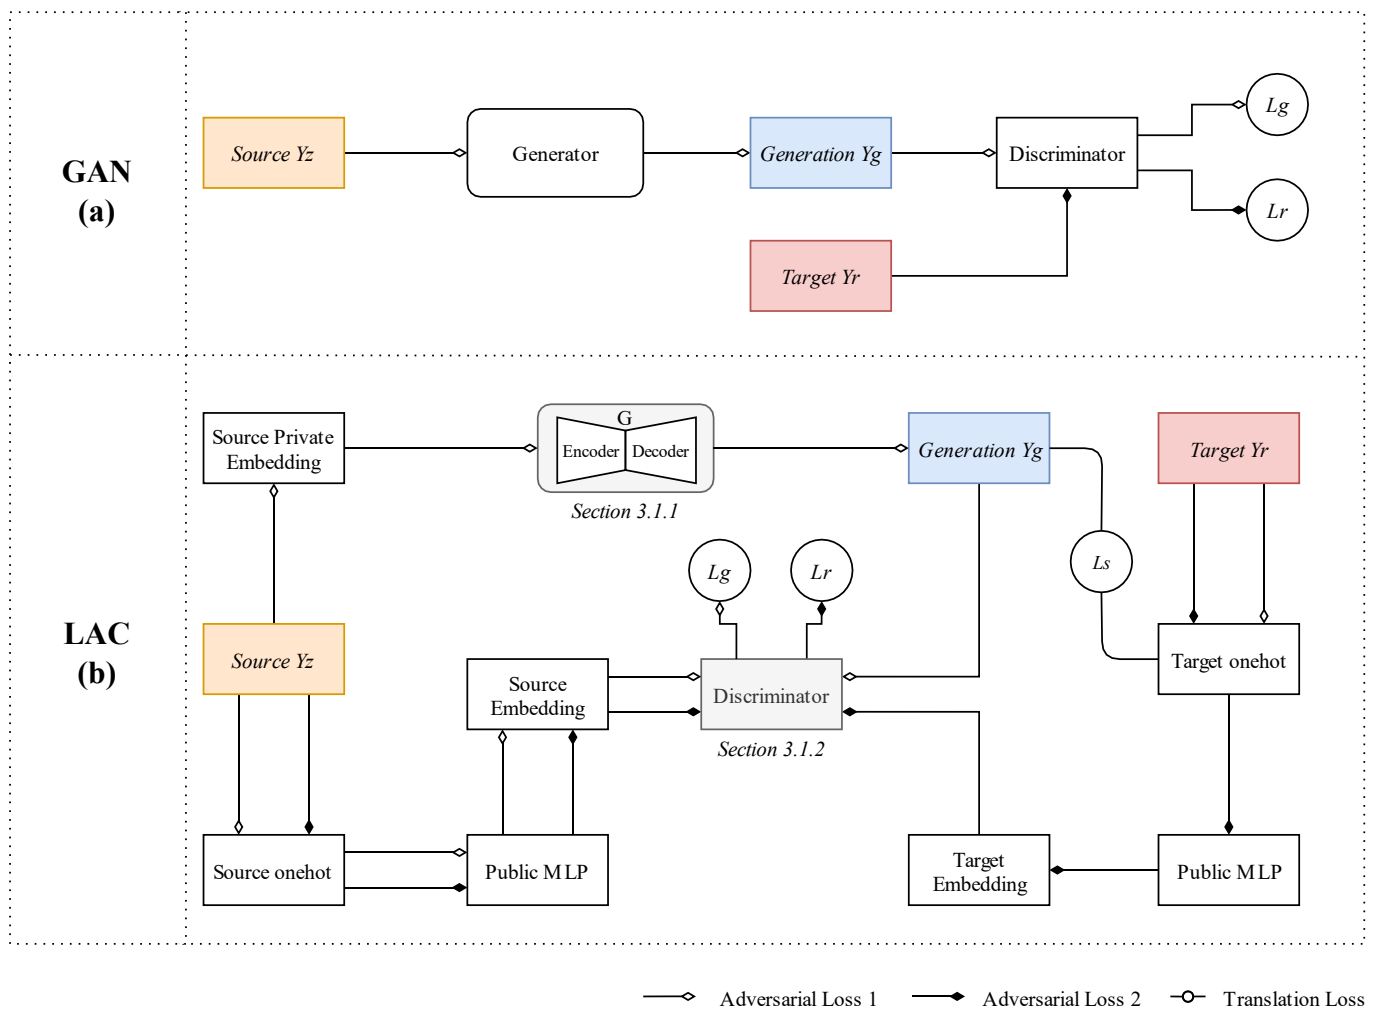 GAN
(a)
Source Yz
Generator
Generation Yg
Discriminator
Lg
Lr
Target Yr
LAC
(b)
Source Private
Embedding
G
Encoder
Decoder
Section 3.1.1
Generation Yg
Target Yr
Lg
Lr
Ls
Source Yz
Source
Embedding
Discriminator
Section 3.1.2
Target onehot
Source onehot
Public MLP
Target
Embedding
Public MLP
Adversarial Loss 1
Adversarial Loss 2
Translation Loss